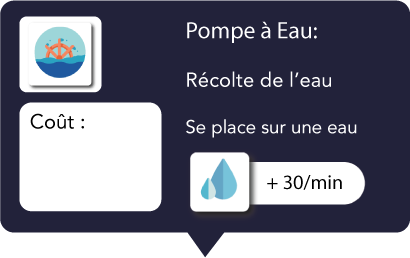 Pompe à Eau:
Récolte de l'eau
Coût :
Se place sur une eau
+ 30/min